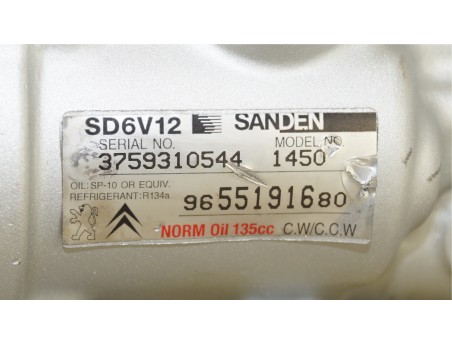 SD6V12 SANDEN
SERIAL NO. MODEL NO.
3759310544 1450
OIL: SP-10 OR EQUIV.
REFRIGERANT: R134a
9655191680
NORM Oil 135cc C.W/C.C.W